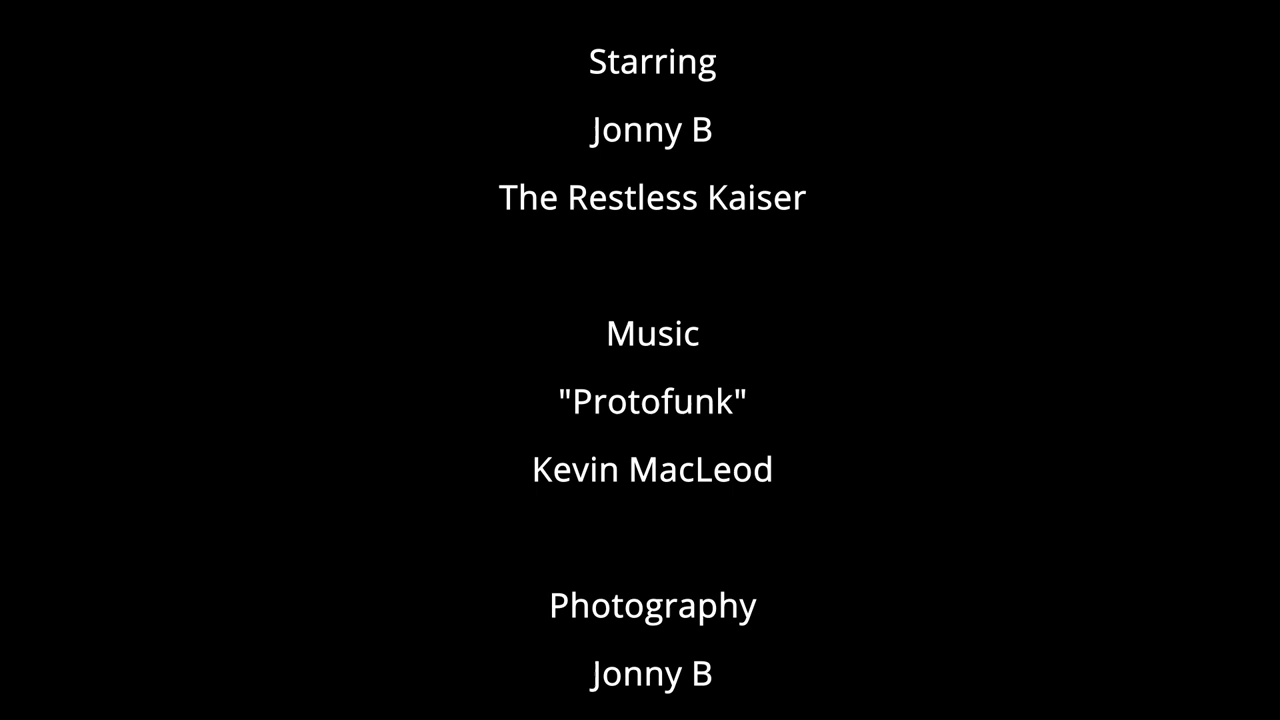 Starring
Jonny B
The Restless Kaiser
Music
"Protofunk"
Kevin MacLeod
Photography
Jonny B